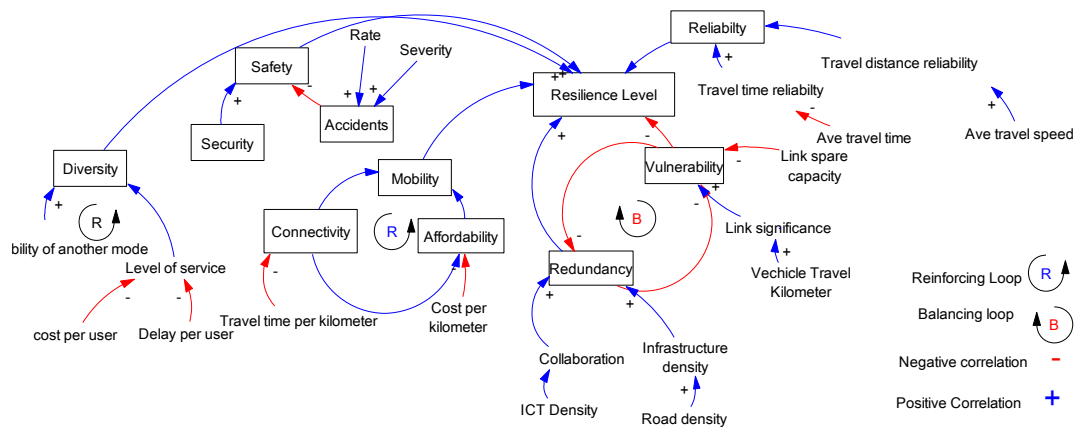 Rate
Severity
Reliabilty
+
Travel distance reliability
Safety
+
-
+
+
Security
Accidents
++
Resilience Level
Travel time reliabilty
-
Ave travel time
+
Ave travel speed
+
-
-
Link spare
capacity
-
Vulnerability
+
-
Diversity
+
R
bility of another mode
Level of service
-
-
cost per user
Delay per user
Mobility
R
Connectivity
Affordability
-
-
Travel time per kilometer
Cost per
kilometer
B
-
Redundancy
+
+
Link significance
+
Vechicle Travel
Kilometer
Collaboration
ICT Density
Infrastructure
density
+
Road density
Reinforcing Loop
R
Balancing loop
B
Negative correlation -
Positive Correlation +